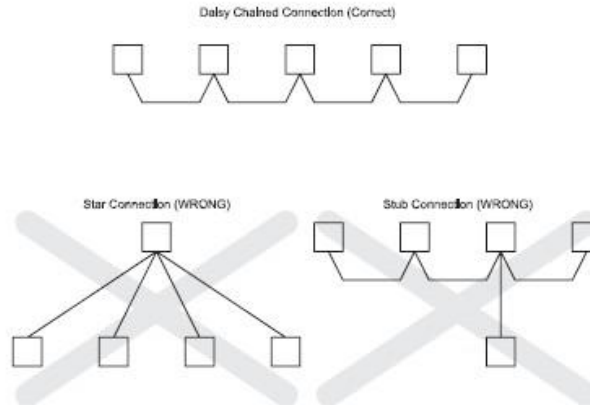 Daisy Chained Connection (Correct)
Star Connection (WRONG)
Stub Connection (WRONG)